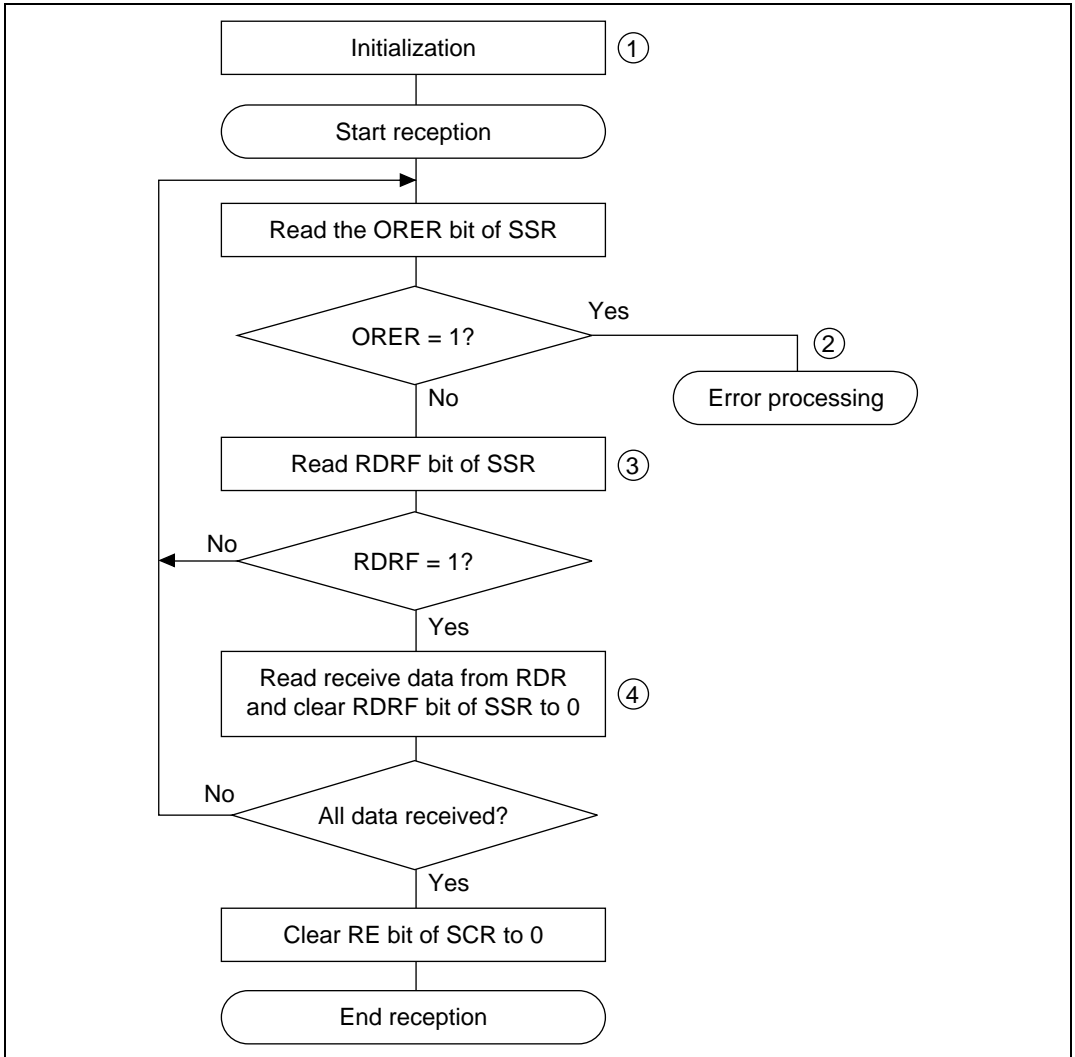 Initialization
①
Start reception
Read the ORER bit of SSR
ORER = 1?
Yes
②
Error processing
No
Read RDRF bit of SSR
③
No
RDRF = 1?
Yes
Read receive data from RDR
and clear RDRF bit of SSR to 0
④
No
All data received?
Yes
Clear RE bit of SCR to 0
End reception